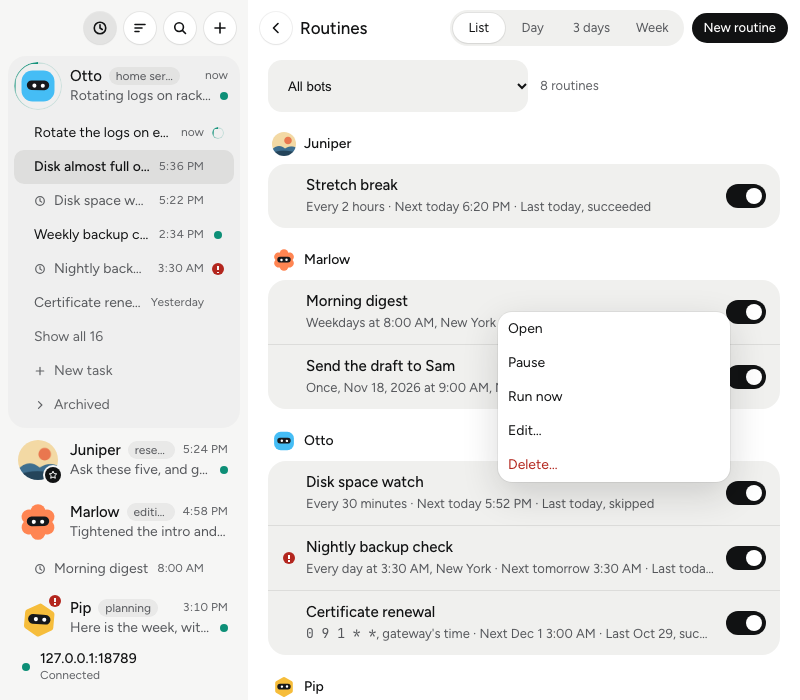 Otto home ser... now
Rotating logs on rack...
Rotate the logs on e... now
Disk almost full o... 5:36 PM
Disk space w... 5:22 PM
Weekly backup c... 2:34 PM
Nightly back... 3:30 AM
Certificate rene... Yesterday
Show all 16
New task
Archived
Juniper rese... 5:24 PM
Ask these five, and g...
Marlow editi... 4:58 PM
Tightened the intro and...
Morning digest 8:00 AM
Pip planning 3:10 PM
Here is the week, wit...
127.0.0.1:18789
Connected
Routines List Day 3 days Week New routine
All bots 8 routines
Juniper
Stretch break
Every 2 hours · Next today 6:20 PM · Last today, succeeded
Marlow
Morning digest
Weekdays at 8:00 AM, New York
Send the draft to Sam
Once, Nov 18, 2026 at 9:00 AM,
Open
Pause
Run now
Edit...
Delete...
Otto
Disk space watch
Every 30 minutes · Next today 5:52 PM · Last today, skipped
Nightly backup check
Every day at 3:30 AM, New York · Next tomorrow 3:30 AM · Last toda...
Certificate renewal
0 9 1 * *, gateway's time · Next Dec 1 3:00 AM · Last Oct 29, suc...
Pip